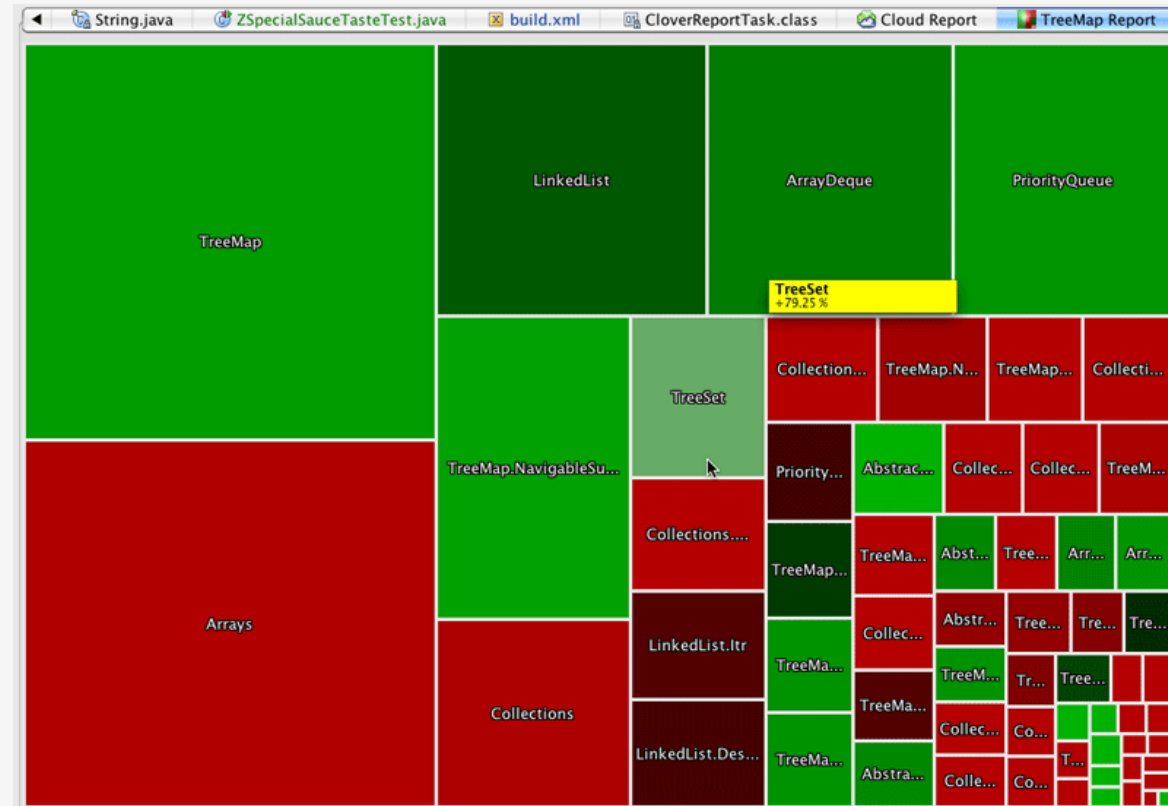 String.java
ZSpecialSauceTasteTest.java
build.xml
CloverReportTask.class
Cloud Report
TreeMap Report
TreeMap
LinkedList
ArrayDeque
PriorityQueue
TreeSet
+79.25 %
Arrays
TreeMap.NavigableSu...
Collections
TreeSet
Collections....
LinkedList.Itr
LinkedList.Des...
Collection...
TreeMap.N...
TreeMap...
Collecti...
Priority...
Abstrac...
Collec...
Collec...
TreeM...
TreeMap...
TreeMa...
Abst...
Tree...
Arr...
Arr...
TreeMa...
Collec...
Abstr...
Tree...
Tre...
Tre...
TreeMa...
TreeM...
Tr...
Tree...
TreeMa...
Collec...
Co...
Abstra...
Colle...
Co...
T...